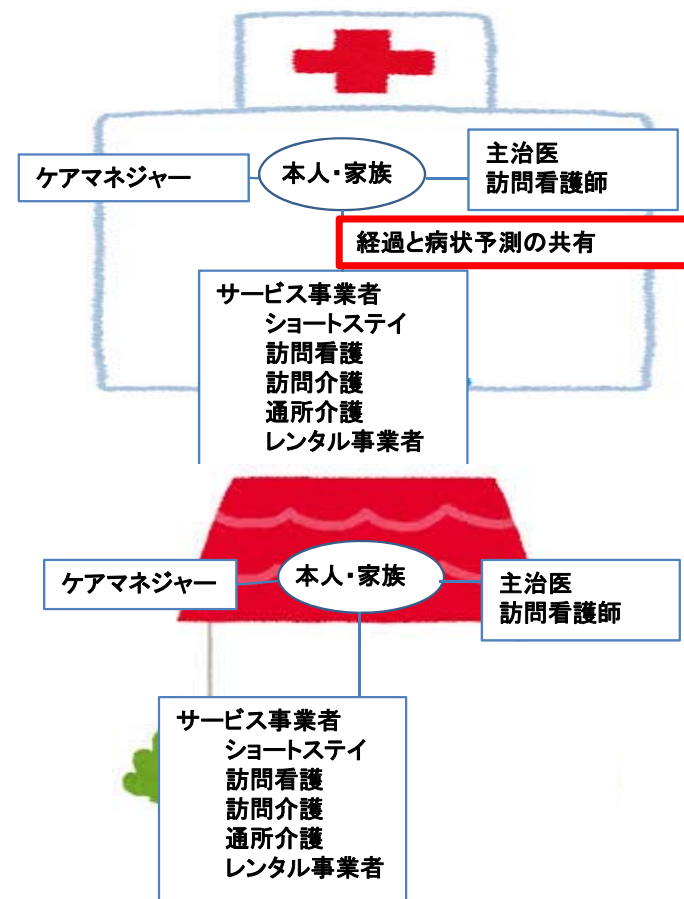 ケアマネジャー
本人・家族
主治医
訪問看護師
経過と病状予測の共有
サービス事業者
ショートステイ
訪問看護
訪問介護
通所介護
レンタル事業者
ケアマネジャー
本人・家族
主治医
訪問看護師
サービス事業者
ショートステイ
訪問看護
訪問介護
通所介護
レンタル事業者